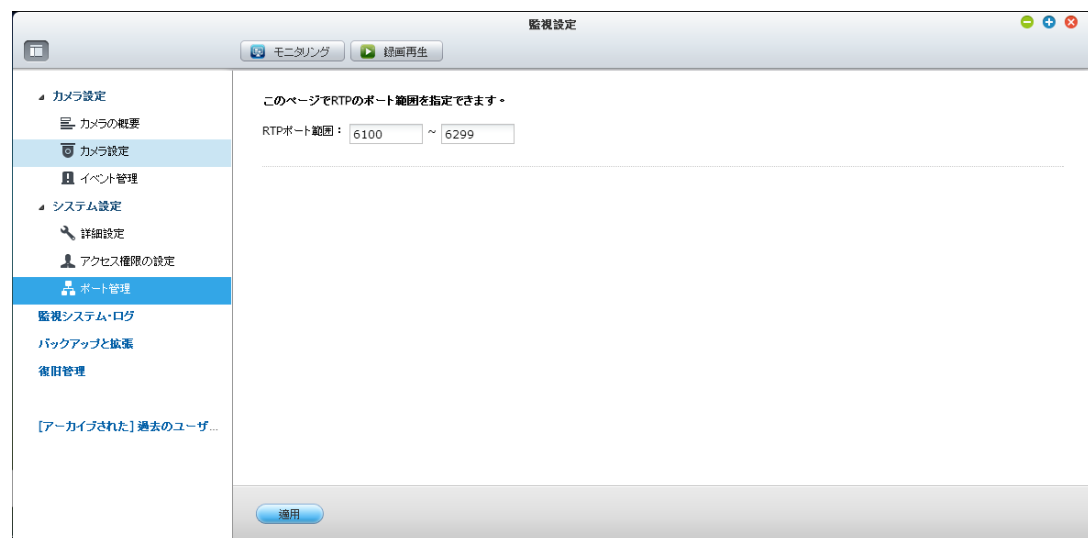 監視設定
モニタリング
録画再生
カメラ設定
カメラの概要
カメラ設定
イベント管理
システム設定
詳細設定
アクセス権限の設定
ポート管理
監視システム・ログ
バックアップと拡張
復旧管理
[アーカイブされた] 過去のユーザ...
このページでRTPのポート範囲を指定できます。
RTPポート範囲： 6100 ~ 6299
適用